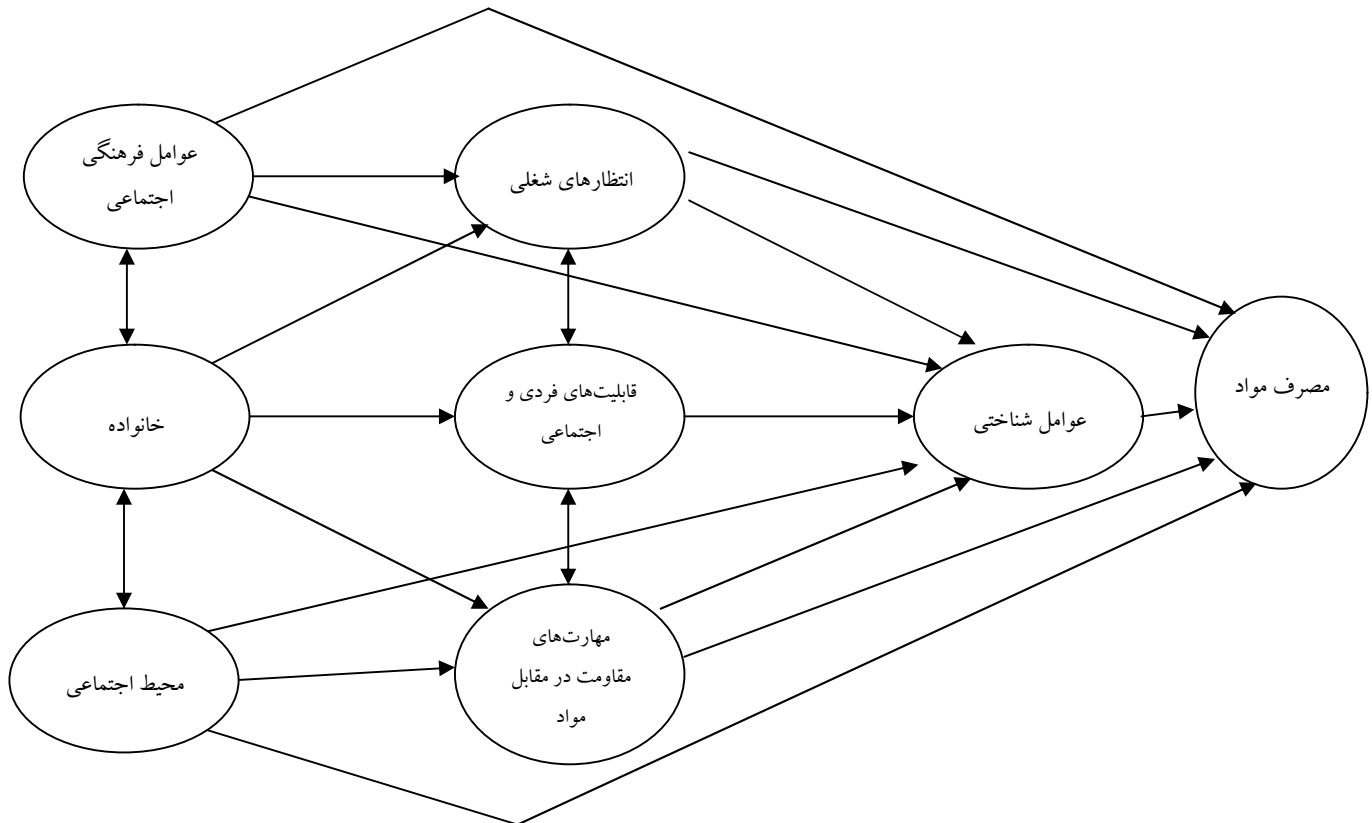 عوامل فرهنگی
اجتماعی
انتظارهای شغلی
خانواده
قابلیت‌های فردی و
اجتماعی
عوامل شناختی
مصرف مواد
محیط اجتماعی
مهارت‌های
مقاومت در مقابل
مواد